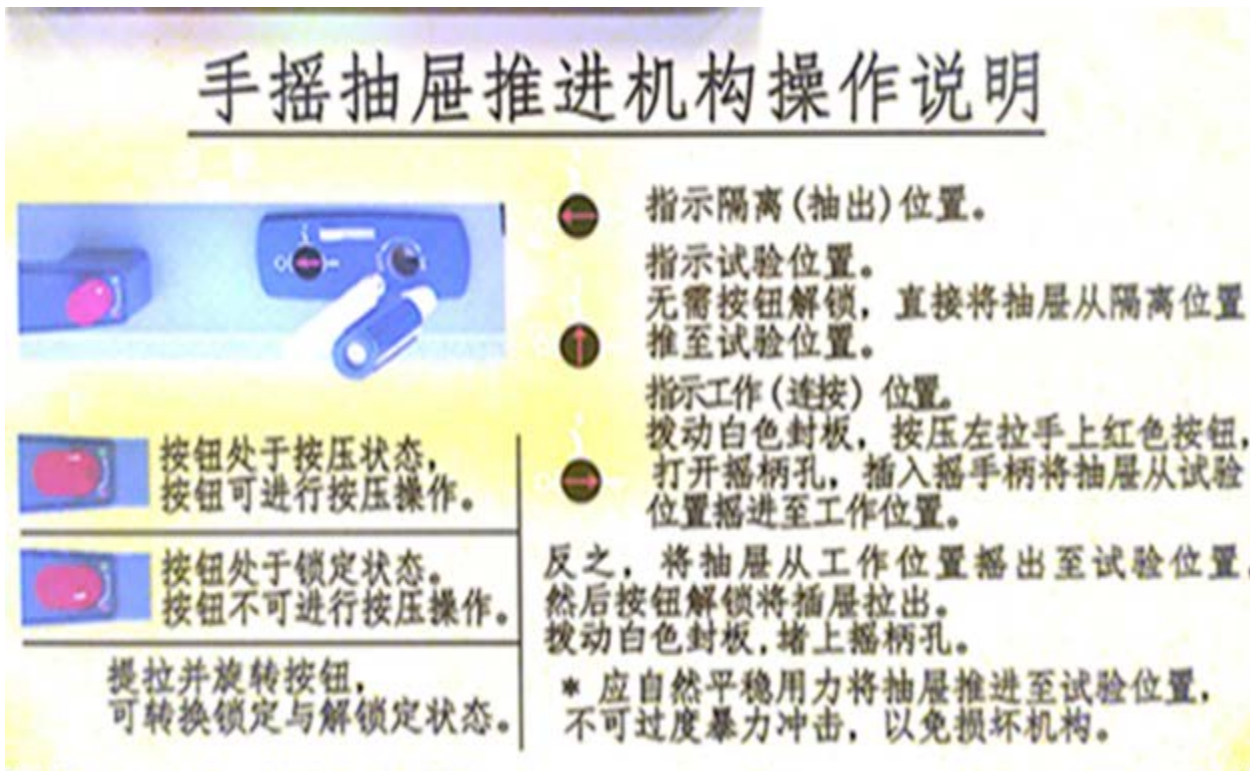 手摇抽屉推进机构操作说明
指示隔离(抽出)位置。
指示试验位置。
无需按钮解锁，直接将抽屉从隔离位置
推至试验位置。
指示工作(连接)位置。
拨动白色封板，按压左拉手上红色按钮，
打开摇柄孔，插入摇手柄将抽屉从试验
位置摇进至工作位置。
反之，将抽屉从工作位置摇出至试验位置，
然后按钮解锁将插屉拉出。
拨动白色封板，堵上摇柄孔。
* 应自然平稳用力将抽屉推进至试验位置，
不可过度暴力冲击，以免损坏机构。
按钮处于按压状态，
按钮可进行按压操作。
按钮处于锁定状态。
按钮不可进行按压操作。
提拉并旋转按钮，
可转换锁定与解锁定状态。